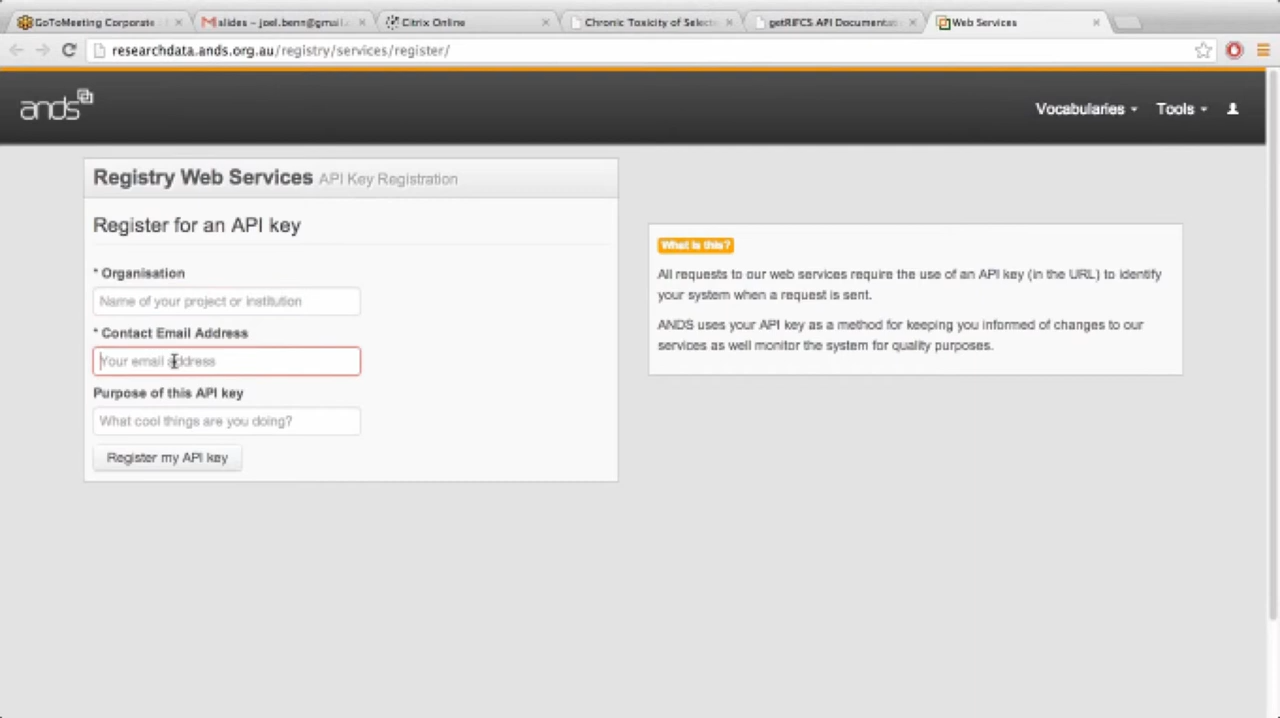 GoToMeeting Corporate
slides – joel.benn@gmail.
Citrix Online
Chronic Toxicity of Selecte
getRIFCS API Documentati
Web Services
researchdata.ands.org.au/registry/services/register/
ands
Vocabularies
Tools
Registry Web Services API Key Registration
Register for an API key
* Organisation
Name of your project or institution
* Contact Email Address
Your email address
Purpose of this API key
What cool things are you doing?
Register my API key
What is this?
All requests to our web services require the use of an API key (in the URL) to identify
your system when a request is sent.
ANDS uses your API key as a method for keeping you informed of changes to our
services as well monitor the system for quality purposes.